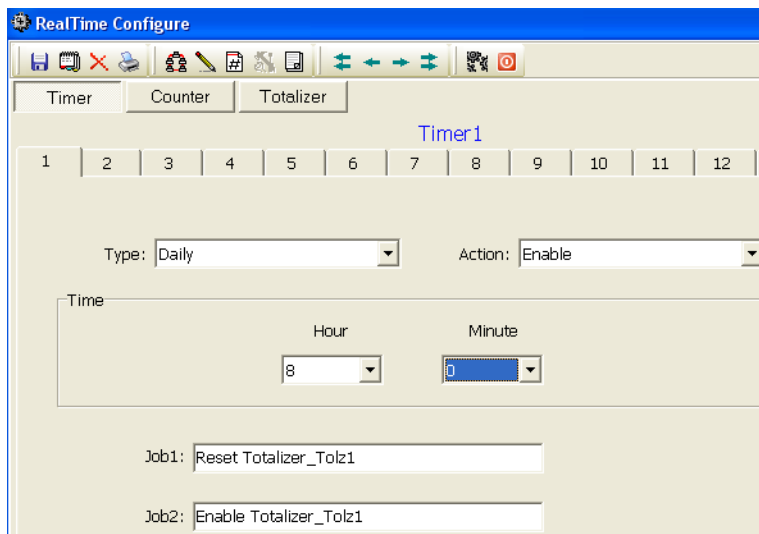 RealTime Configure
Timer Counter Totalizer
Timer1
1 2 3 4 5 6 7 8 9 10 11 12
Type: Daily Action: Enable
Time
Hour Minute
8 0
Job1: Reset Totalizer_Tolz1
Job2: Enable Totalizer_Tolz1